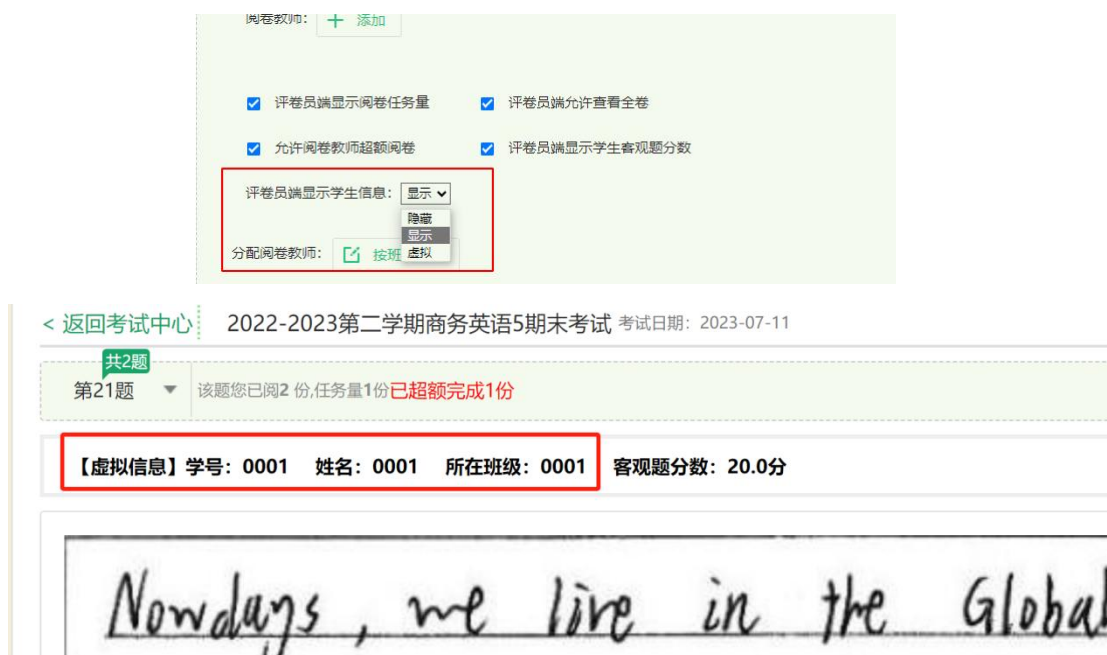 阅卷教师： 添加
评卷员端显示阅卷任务量 评卷员端允许查看全卷
允许阅卷教师超额阅卷 评卷员端显示学生客观题分数
评卷员端显示学生信息： 显示
隐藏
显示
分配阅卷教师： 按班
虚拟
< 返回考试中心 2022-2023第二学期商务英语5期末考试 考试日期：2023-07-11
共2题
第21题 该题您已阅2 份,任务量1份已超额完成1份
【虚拟信息】学号：0001 姓名：0001 所在班级：0001 客观题分数：20.0分
Nowdays, we live in the Global